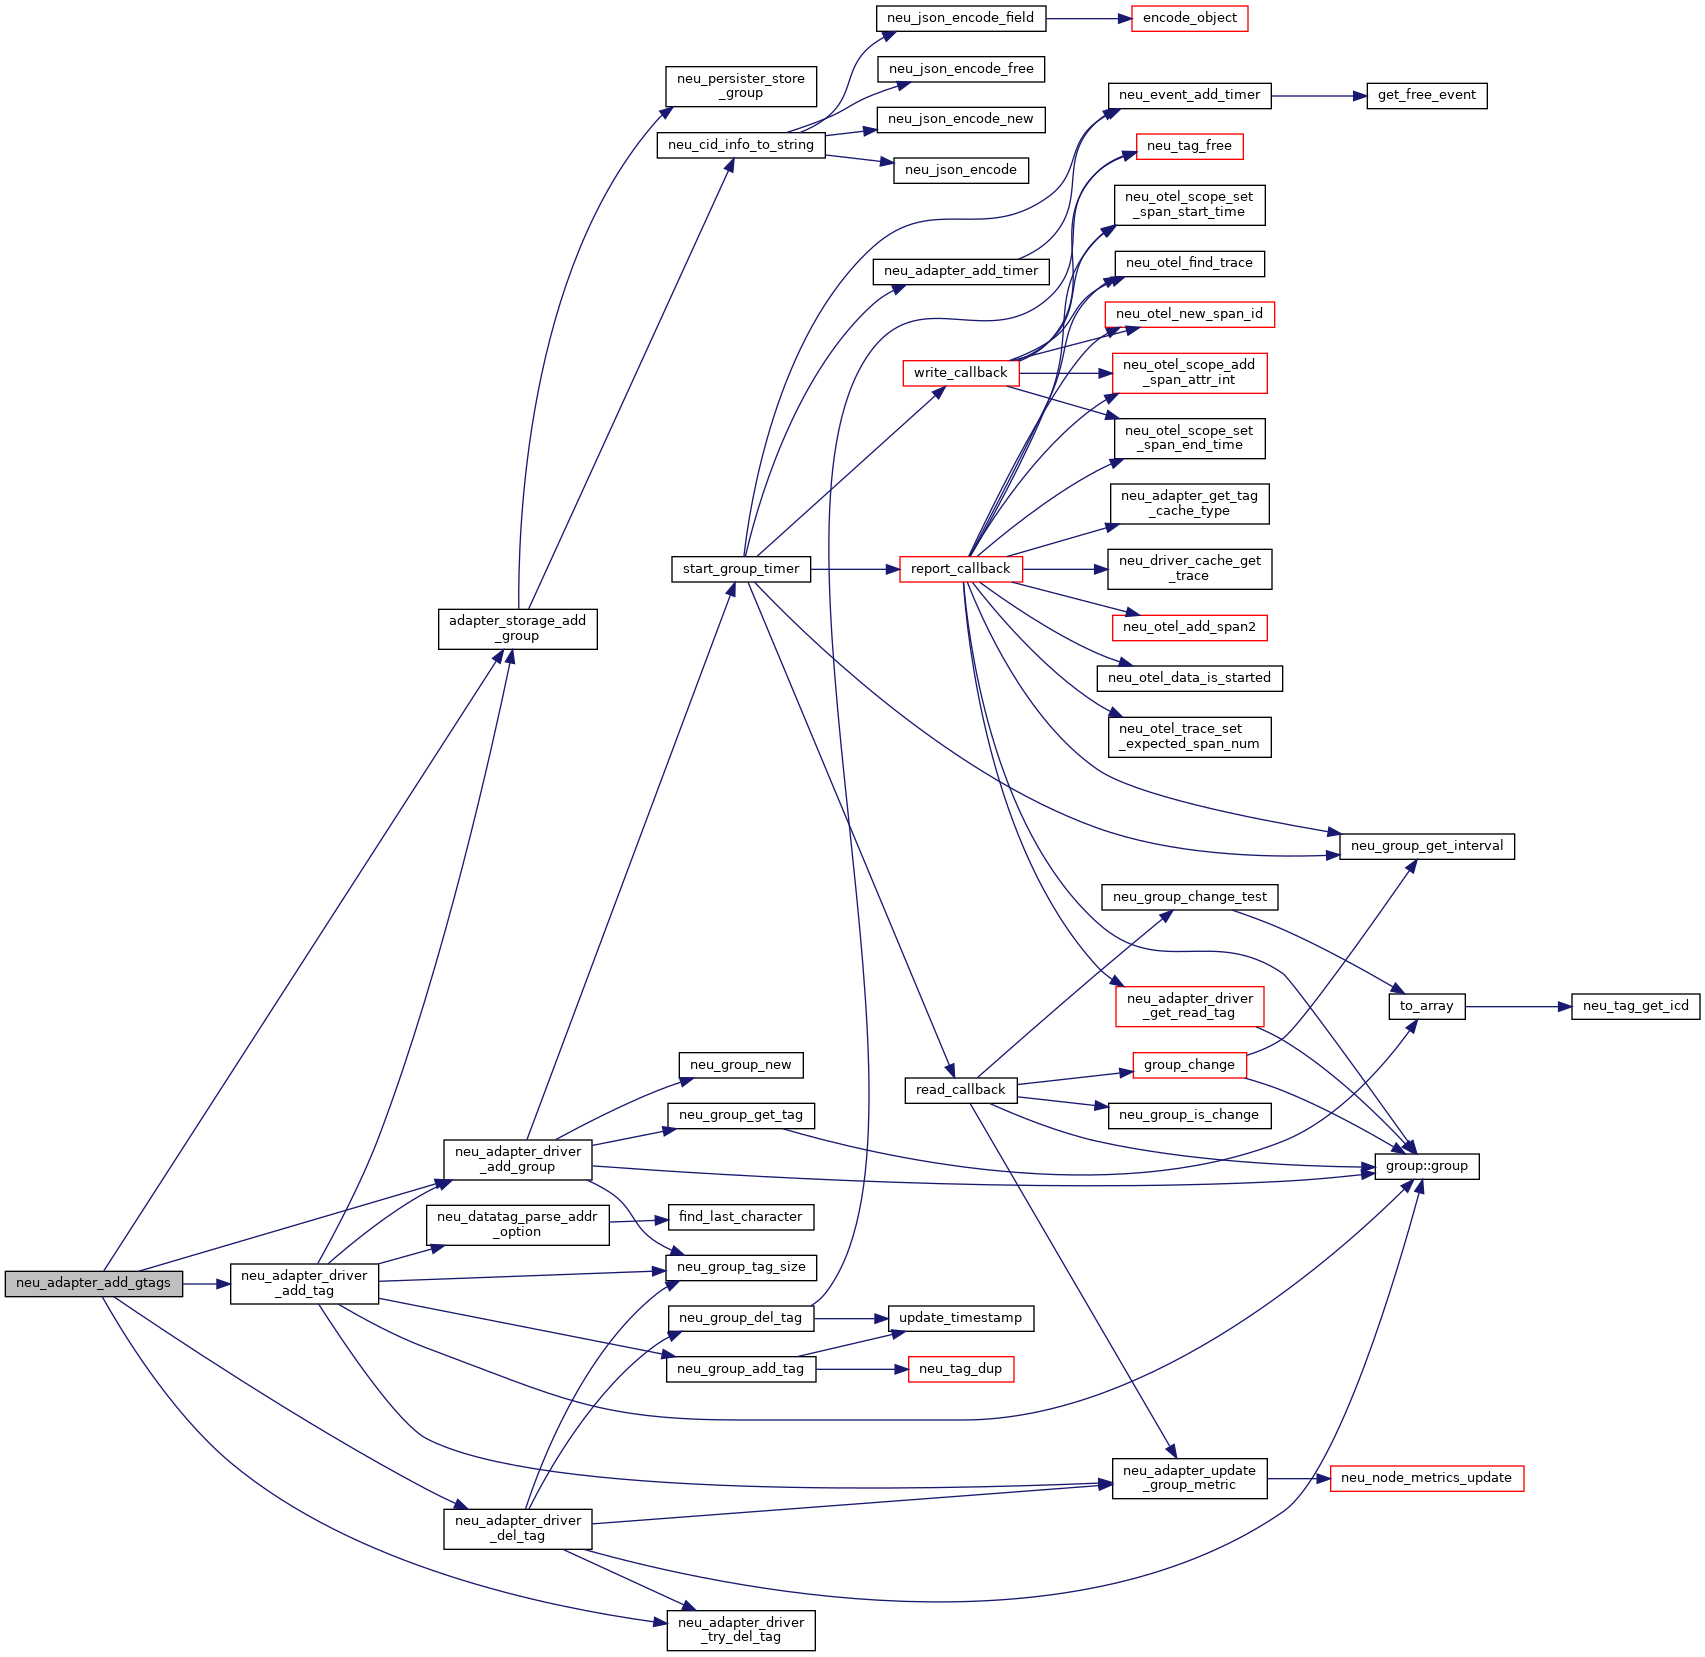 neu_json_encode_field
encode_object
neu_json_encode_free
neu_persister_store
_group
neu_event_add_timer
get_free_event
neu_json_encode_new
neu_cid_info_to_string
neu_tag_free
neu_json_encode
neu_otel_scope_set
_span_start_time
neu_otel_find_trace
neu_adapter_add_timer
neu_otel_new_span_id
write_callback
neu_otel_scope_add
_span_attr_int
neu_otel_scope_set
_span_end_time
neu_adapter_get_tag
_cache_type
start_group_timer
report_callback
neu_driver_cache_get
_trace
adapter_storage_add
_group
neu_otel_add_span2
neu_otel_data_is_started
neu_otel_trace_set
_expected_span_num
neu_group_get_interval
neu_group_change_test
neu_adapter_driver
_get_read_tag
to_array
neu_tag_get_icd
neu_group_new
group_change
read_callback
neu_group_get_tag
neu_group_is_change
neu_adapter_driver
_add_group
group::group
neu_datatag_parse_addr
_option
find_last_character
neu_group_tag_size
neu_adapter_add_gtags
neu_adapter_driver
_add_tag
neu_group_del_tag
update_timestamp
neu_group_add_tag
neu_tag_dup
neu_adapter_update
_group_metric
neu_node_metrics_update
neu_adapter_driver
_del_tag
neu_adapter_driver
_try_del_tag